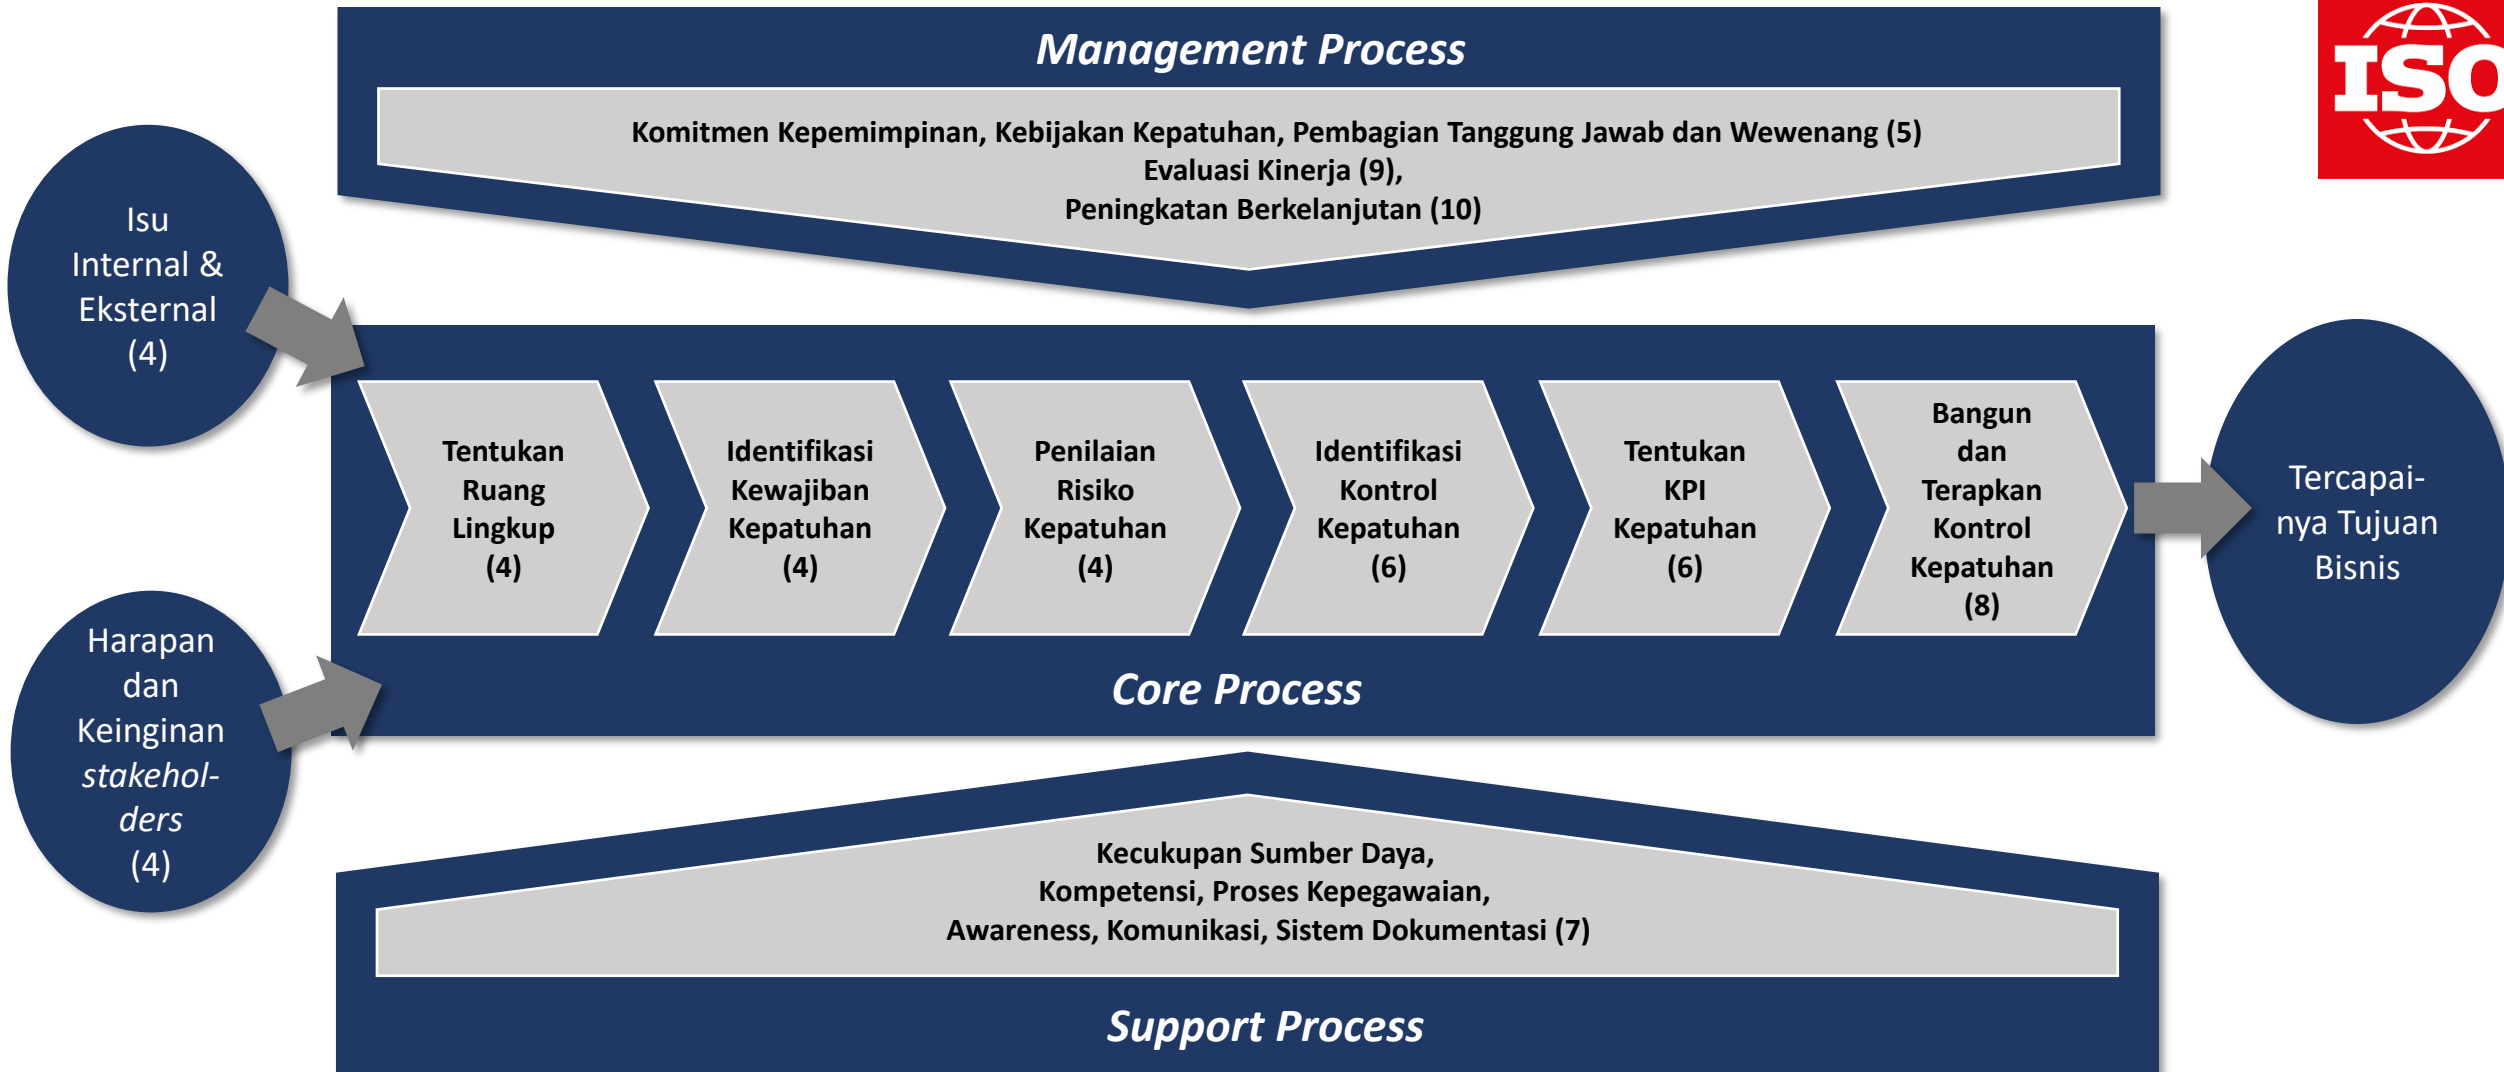 Management Process
Komitmen Kepemimpinan, Kebijakan Kepatuhan, Pembagian Tanggung Jawab dan Wewenang (5)
Evaluasi Kinerja (9),
Peningkatan Berkelanjutan (10)
ISO
Isu
Internal &
Eksternal
(4)
Harapan
dan
Keinginan
stakehol-
ders
(4)
Tentukan
Ruang
Lingkup
(4)
Identifikasi
Kewajiban
Kepatuhan
(4)
Penilaian
Risiko
Kepatuhan
(4)
Identifikasi
Kontrol
Kepatuhan
(6)
Tentukan
KPI
Kepatuhan
(6)
Bangun
dan
Terapkan
Kontrol
Kepatuhan
(8)
Core Process
Tercapai-
nya Tujuan
Bisnis
Kecukupan Sumber Daya,
Kompetensi, Proses Kepegawaian,
Awareness, Komunikasi, Sistem Dokumentasi (7)
Support Process